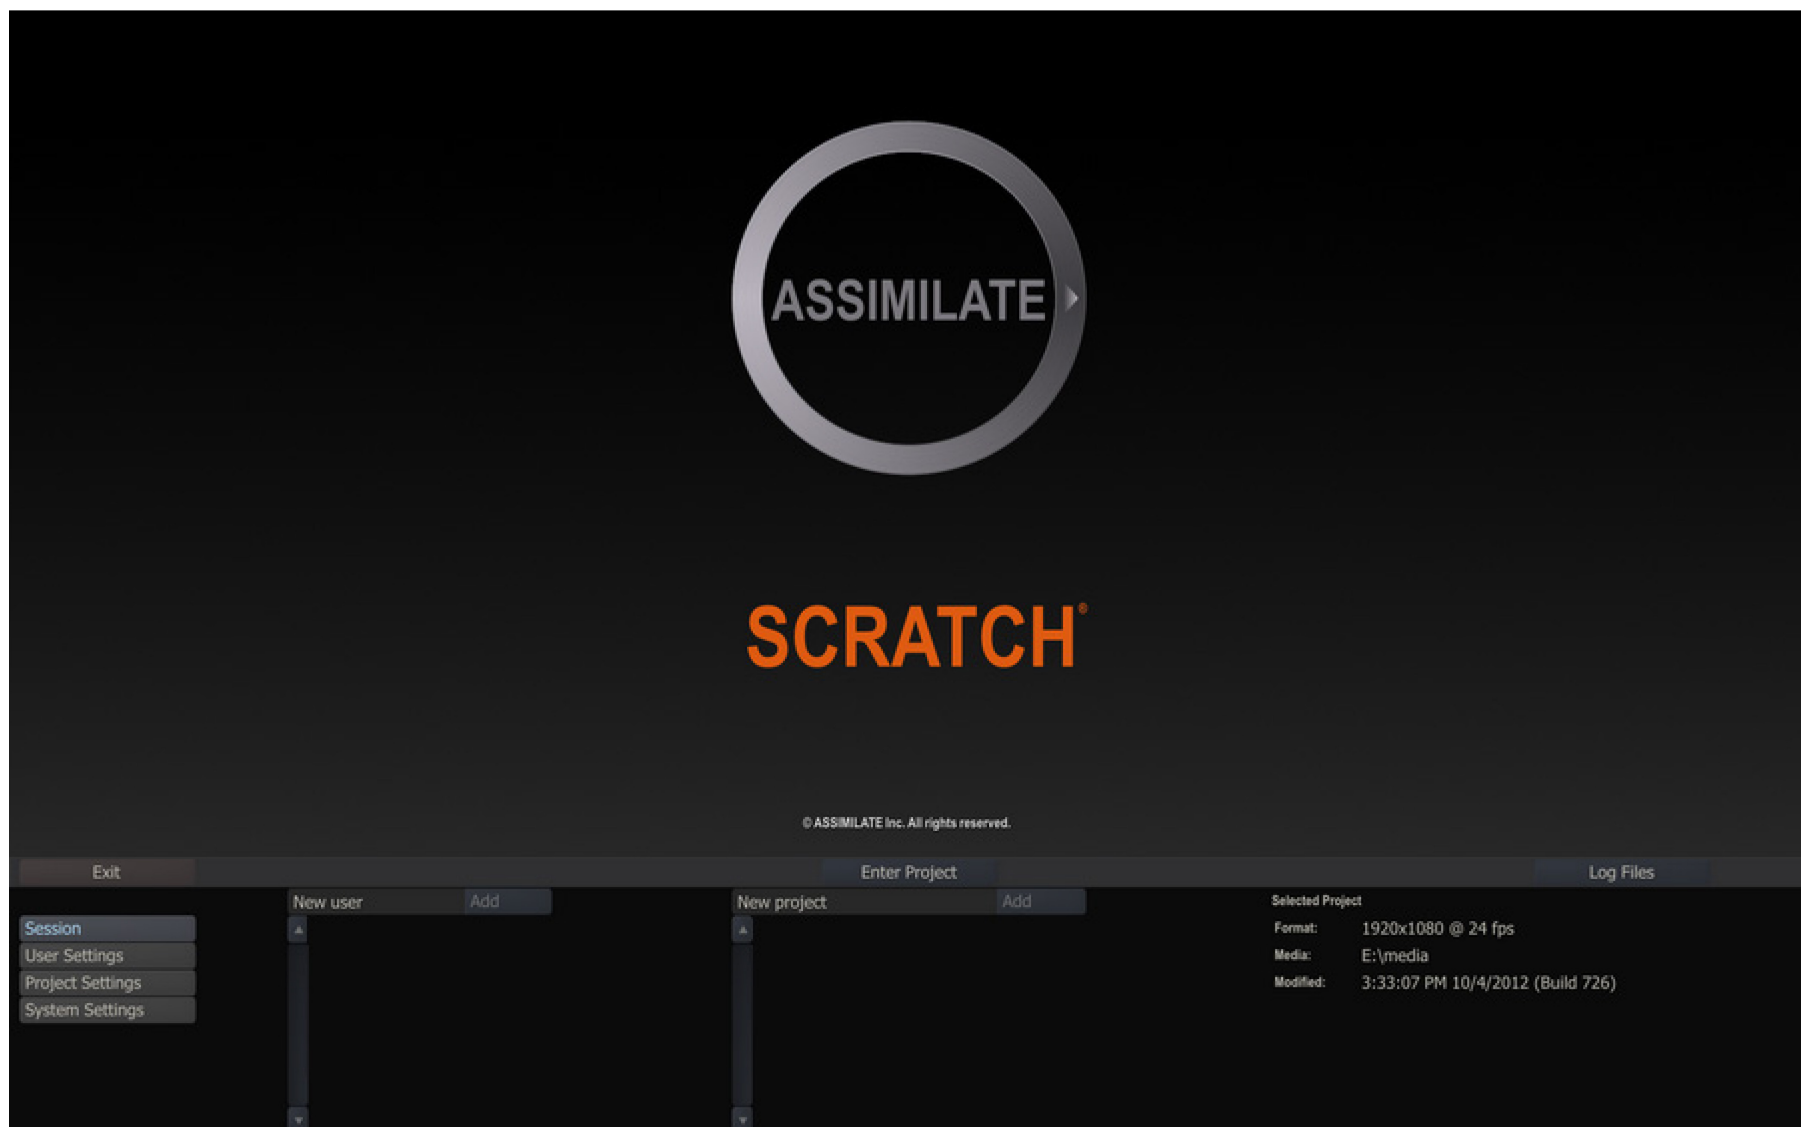 ASSIMILATE
SCRATCH®
© ASSIMILATE Inc. All rights reserved.
Exit
Enter Project
Log Files
New user
Add
New project
Add
Selected Project
Session
Format: 1920x1080 @ 24 fps
User Settings
Media: E:\media
Project Settings
Modified: 3:33:07 PM 10/4/2012 (Build 726)
System Settings